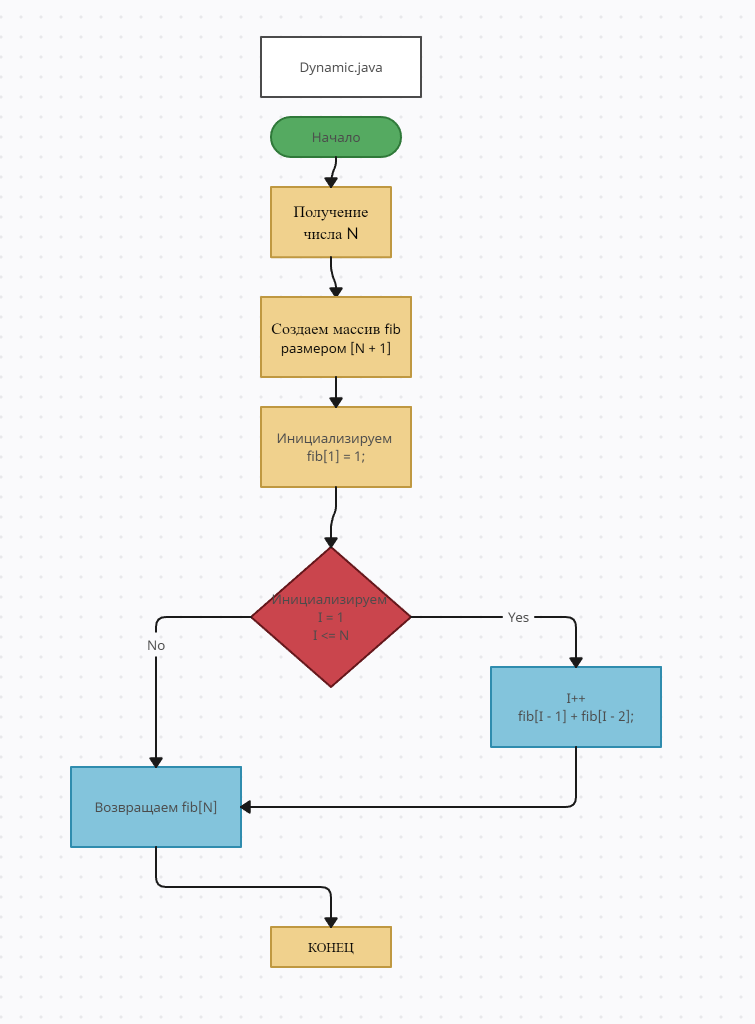 Dynamic.java
Начало
Получение
числа N
Создаем массив fib
размером [N + 1]
Инициализируем
fib[1] = 1;
Инициализируем
I = 1
I <= N
No
Yes
I++
fib[I - 1] + fib[I - 2];
Возвращаем fib[N]
КОНЕЦ